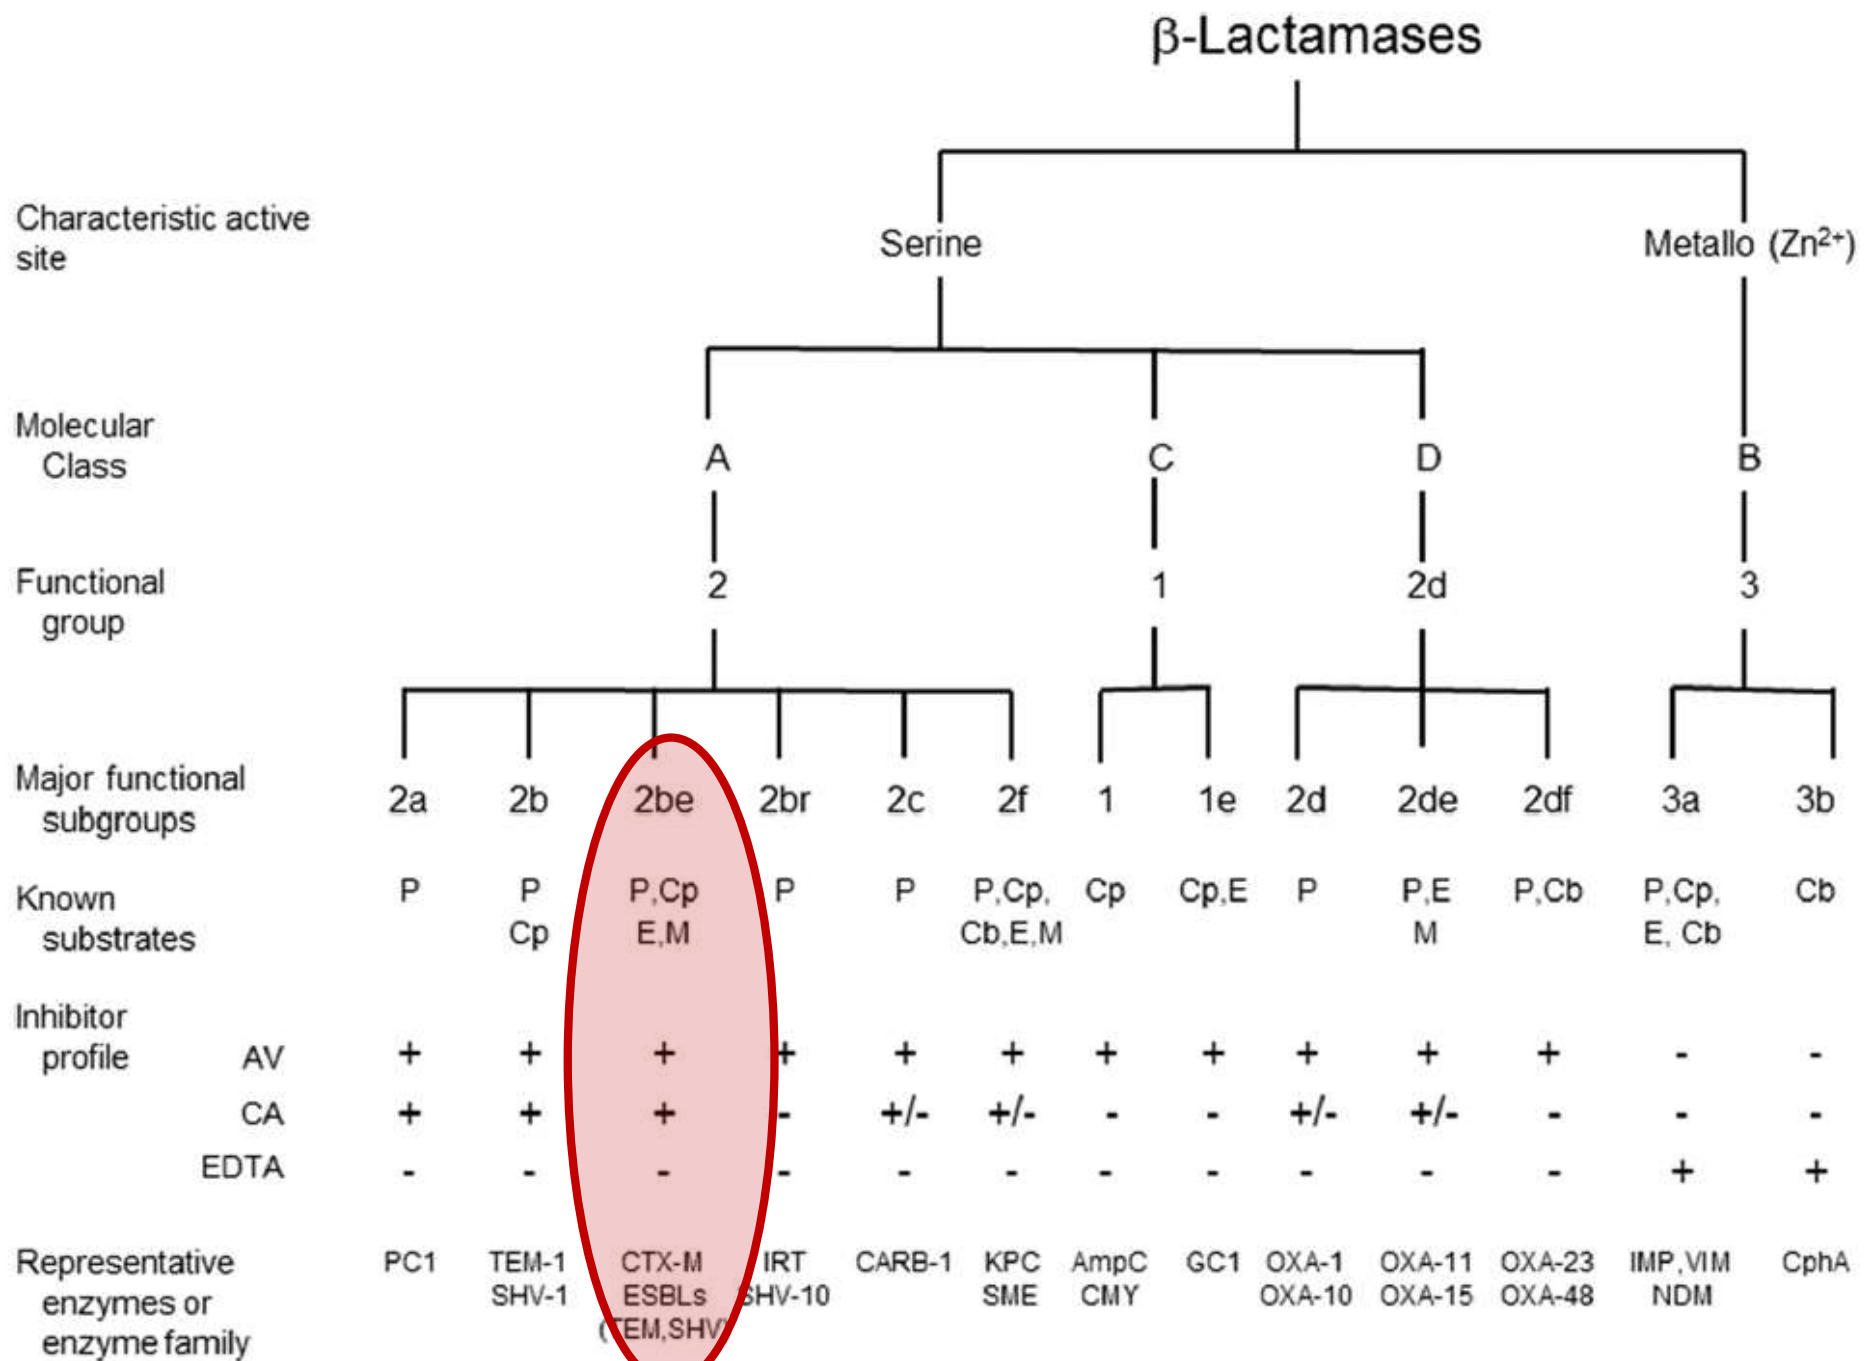 β-Lactamases
Characteristic active
site
Serine
Metallo (Zn²⁺)
Molecular
Class
A
C
D
B
Functional
group
2
1
2d
3
Major functional
subgroups
2a 2b 2be 2br 2c 2f 1 1e 2d 2de 2df 3a 3b
Known
substrates
P P P,Cp P P P,Cp, Cp Cp,E P P,E P,Cb P,Cp, Cb
Cp E,M Cb,E,M M E, Cb
Inhibitor
profile
AV + + + + + + + + + + + - -
CA + + + - +/- +/- - - +/- +/- - - -
EDTA - - - - - - - - - - - + +
Representative
enzymes or
enzyme family
PC1 TEM-1 CTX-M IRT CARB-1 KPC AmpC GC1 OXA-1 OXA-11 OXA-23 IMP,VIM CphA
SHV-1 ESBLs SHV-10 SME CMY OXA-10 OXA-15 OXA-48 NDM
(TEM,SHV)